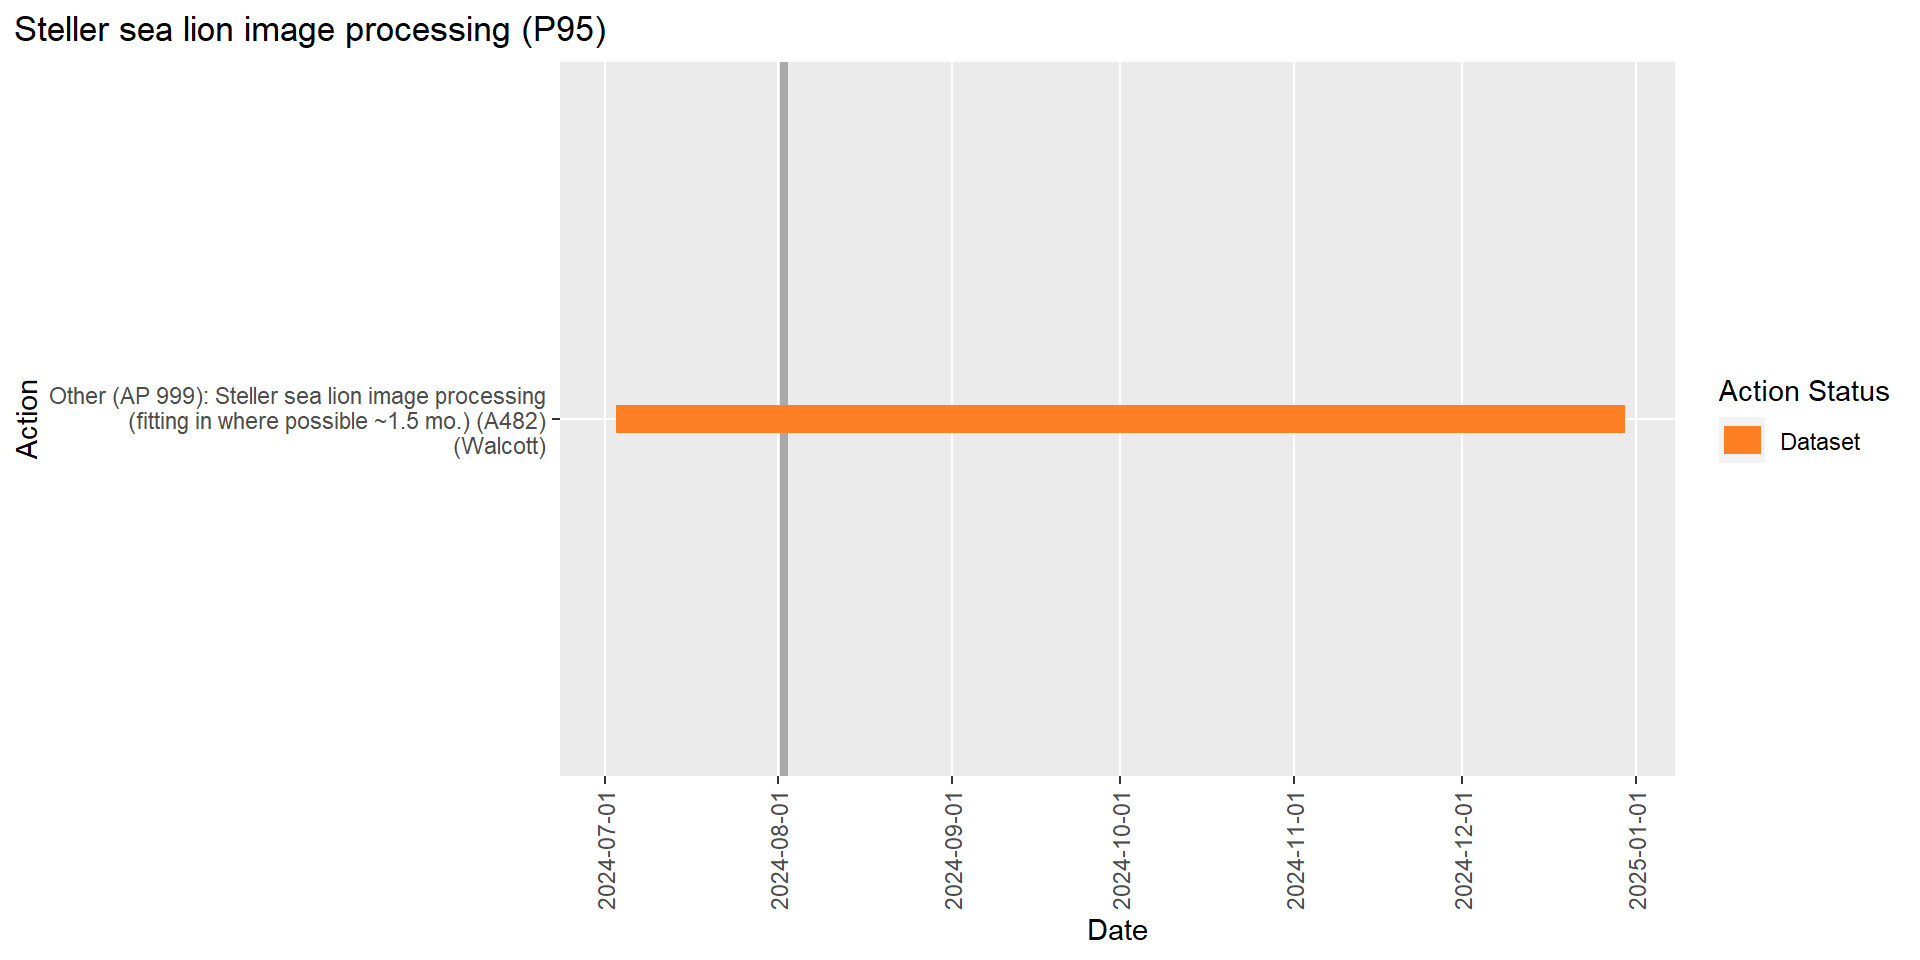 Steller sea lion image processing (P95)
Action
Other (AP 999): Steller sea lion image processing
(fitting in where possible ~1.5 mo.) (A482)
(Walcott)
Action Status
Dataset
2024-07-01
2024-08-01
2024-09-01
2024-10-01
2024-11-01
2024-12-01
2025-01-01
Date